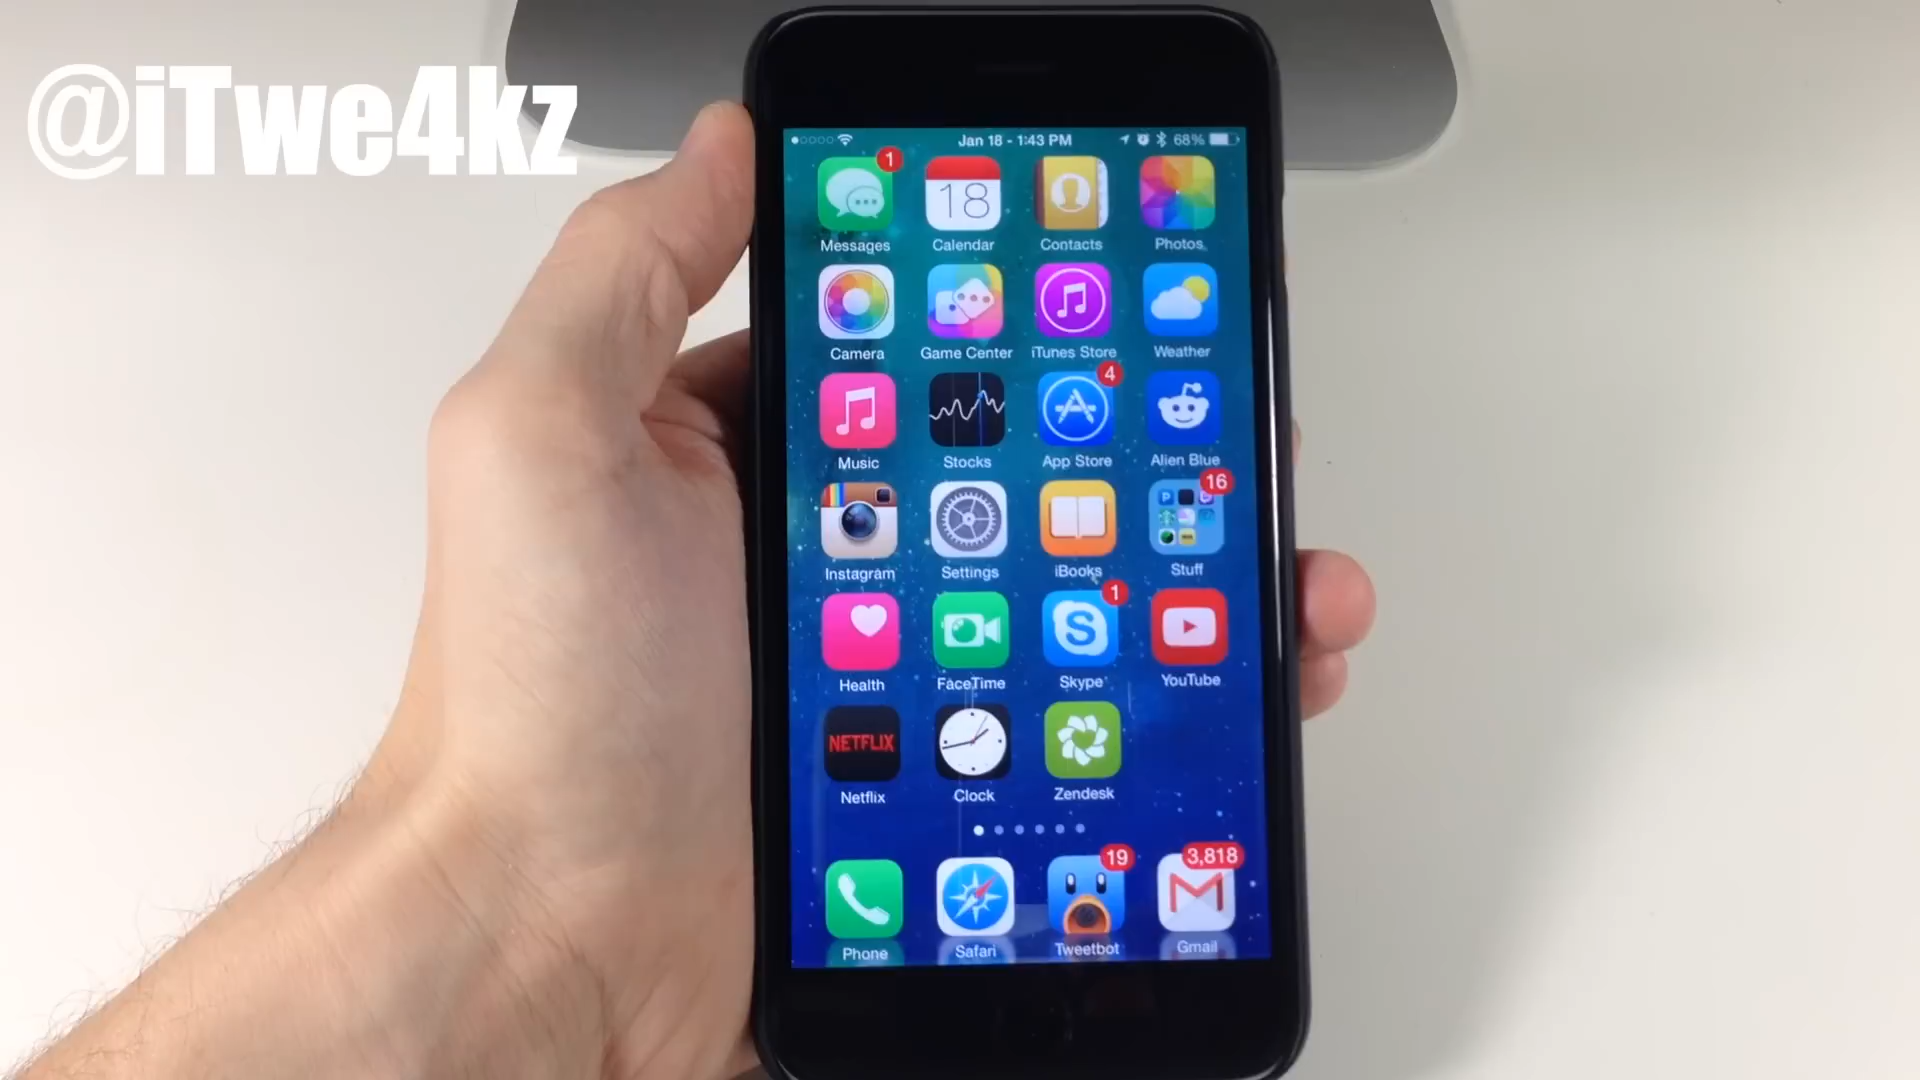 @iTwe4kz
Jan 18 - 1:43 PM 68%
1
18
Messages Calendar Contacts Photos
Camera Game Center iTunes Store Weather
4
Music Stocks App Store Alien Blue
16
Instagram Settings iBooks Stuff
1
Health FaceTime Skype YouTube
NETFLIX
Netflix Clock Zendesk
19 3,818
Phone Safari Tweetbot Gmail